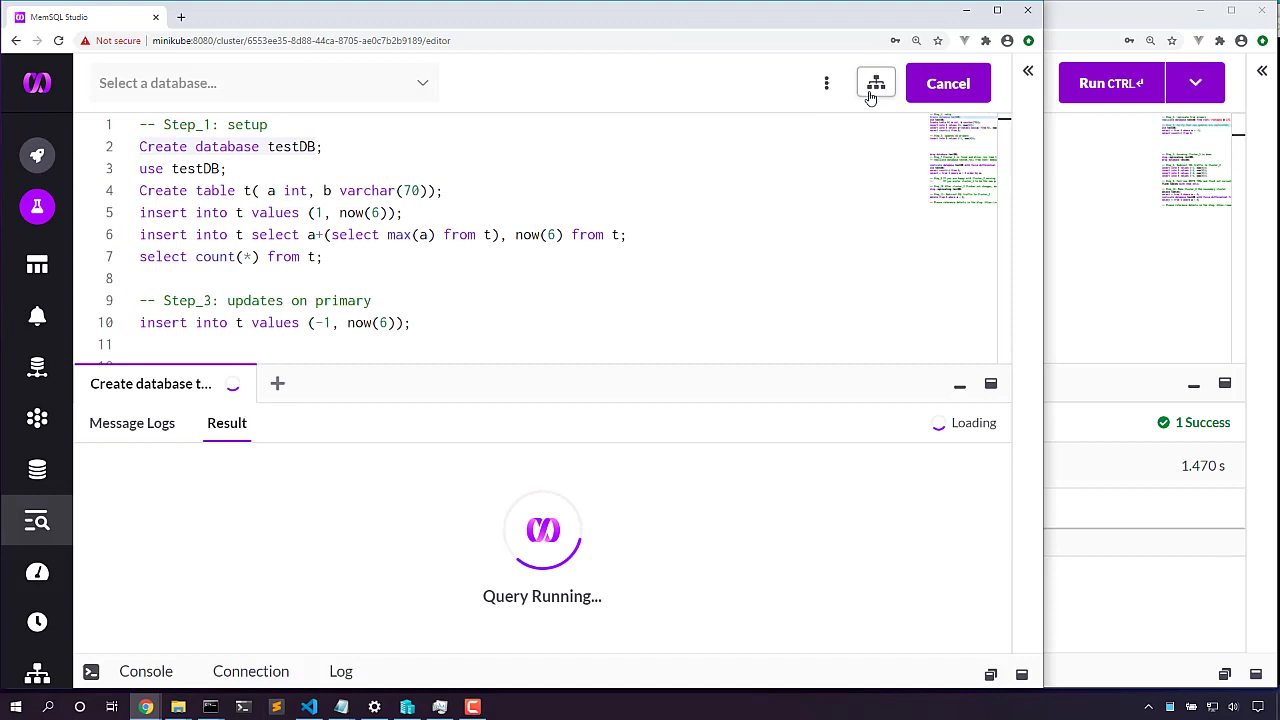 MemSQL Studio
Not secure
minikube:8080/cluster/6553ee35-8d88-44ca-8705-ae0c7b2b9189/editor
Select a database...
Cancel
Run CTRL↵
1 -- Step_1: setup
2 Create database testDB;
3 use testDB;
4 Create table t(a int, b varchar(70));
5 insert into t values (1, now(6));
6 insert into t select a+(select max(a) from t), now(6) from t;
7 select count(*) from t;
8
9 -- Step_3: updates on primary
10 insert into t values (-1, now(6));
11
Create database t...
Message Logs
Result
Loading
1 Success
1.470 s
Query Running...
Console
Connection
Log